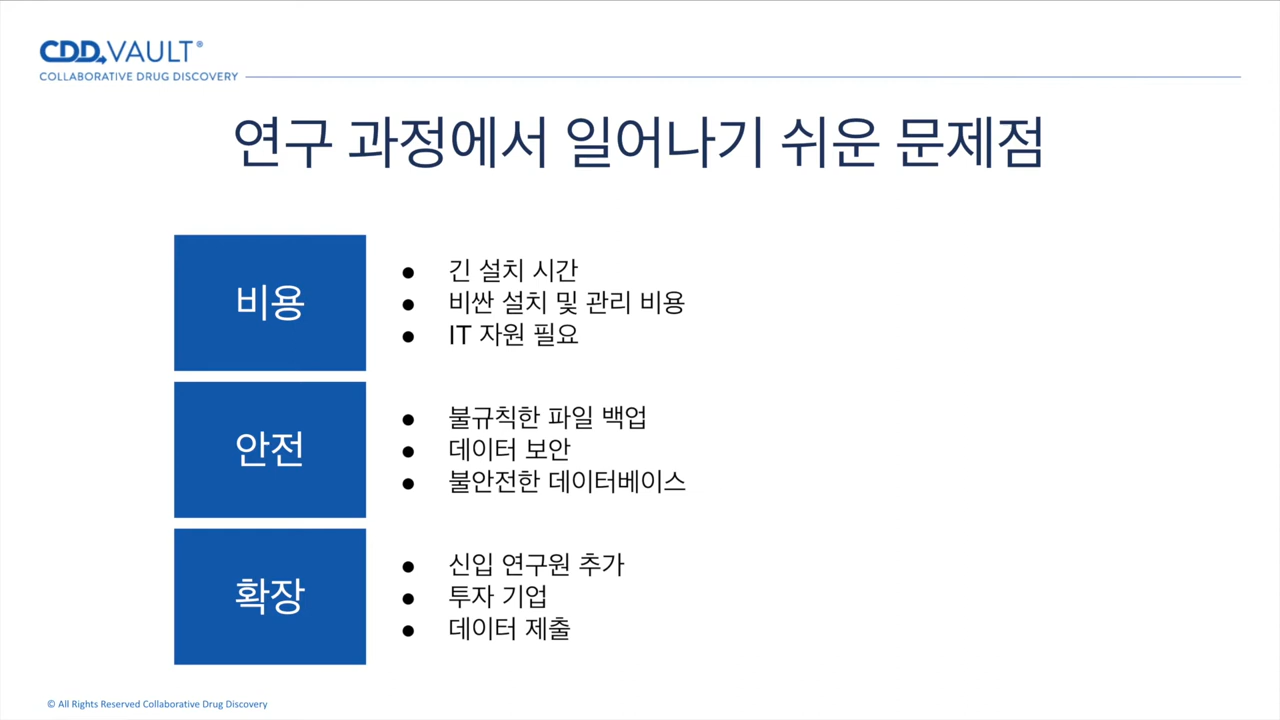 CDD VAULT®
COLLABORATIVE DRUG DISCOVERY
연구 과정에서 일어나기 쉬운 문제점
비용
● 긴 설치 시간
● 비싼 설치 및 관리 비용
● IT 자원 필요
안전
● 불규칙한 파일 백업
● 데이터 보안
● 불안전한 데이터베이스
확장
● 신입 연구원 추가
● 투자 기업
● 데이터 제출
© All Rights Reserved Collaborative Drug Discovery